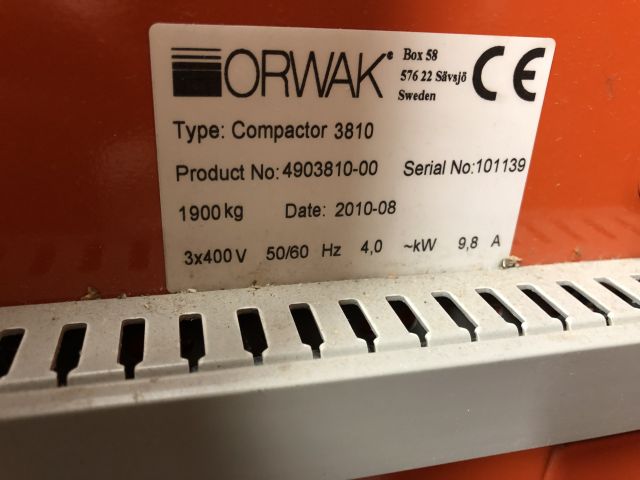 ORWAK® Box 58
576 22 Sävsjö
Sweden
CE
Type: Compactor 3810
Product No: 4903810-00 Serial No: 101139
1900 kg Date: 2010-08
3x400 V 50/60 Hz 4,0 ~kW 9,8 A